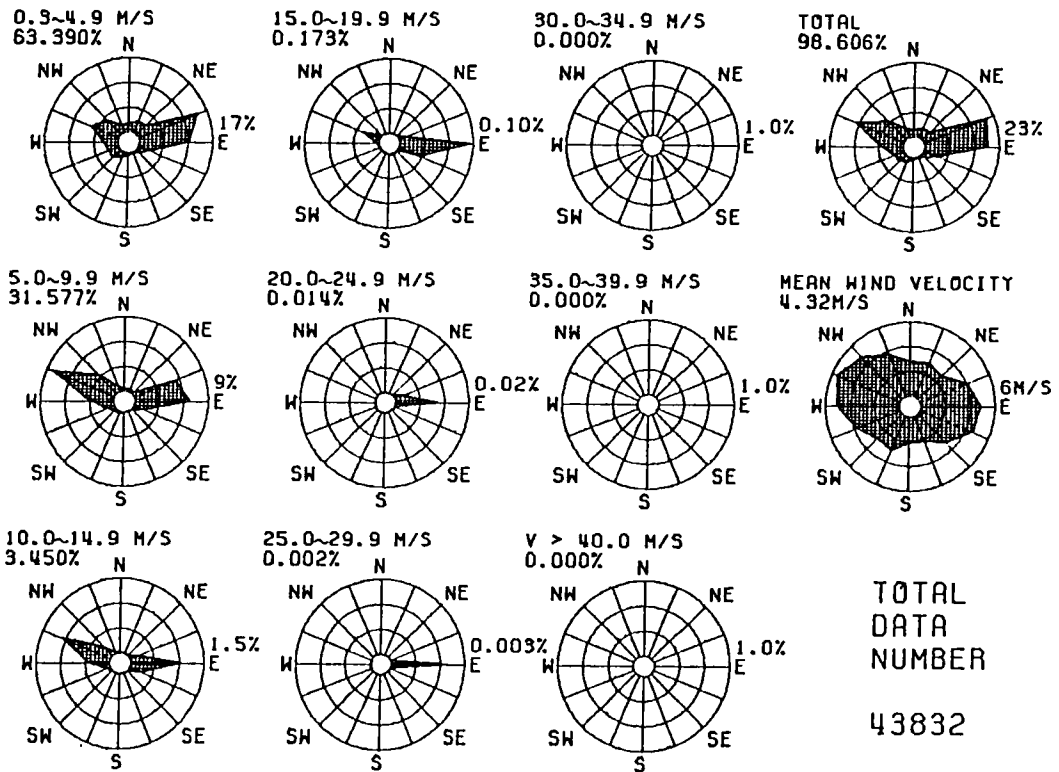 0.3~4.9 M/S
63.390%
N
NW
NE
17%
W
E
SW
SE
S
15.0~19.9 M/S
0.173%
N
NW
NE
0.10%
W
E
SW
SE
S
30.0~34.9 M/S
0.000%
N
NW
NE
1.0%
W
E
SW
SE
S
TOTAL
98.606%
N
NW
NE
23%
W
E
SW
SE
S
5.0~9.9 M/S
31.577%
N
NW
NE
9%
W
E
SW
SE
S
20.0~24.9 M/S
0.014%
N
NW
NE
0.02%
W
E
SW
SE
S
35.0~39.9 M/S
0.000%
N
NW
NE
1.0%
W
E
SW
SE
S
MEAN WIND VELOCITY
4.32M/S
N
NW
NE
6M/S
W
E
SW
SE
S
10.0~14.9 M/S
3.450%
N
NW
NE
1.5%
W
E
SW
SE
S
25.0~29.9 M/S
0.002%
N
NW
NE
0.003%
W
E
SW
SE
S
V > 40.0 M/S
0.000%
N
NW
NE
1.0%
W
E
SW
SE
S
TOTAL
DATA
NUMBER
43832